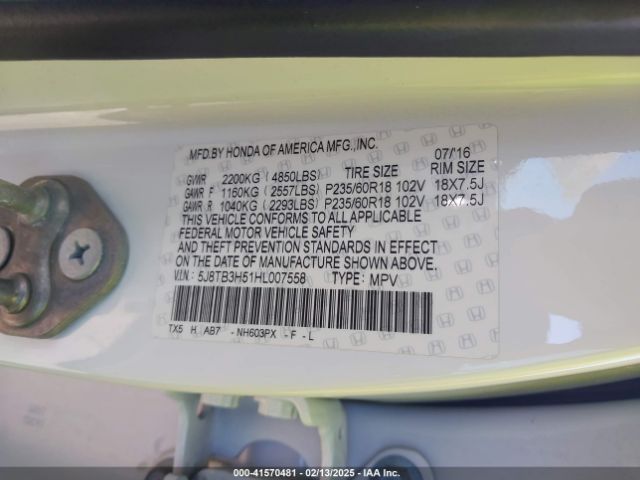 MFD.BY HONDA OF AMERICA MFG.,INC. 07/16
GVWR 2200KG (4850LBS) TIRE SIZE RIM SIZE
GAWR F 1160KG (2557LBS) P235/60R18 102V 18X7.5J
GAWR R 1040KG (2293LBS) P235/60R18 102V 18X7.5J
THIS VEHICLE CONFORMS TO ALL APPLICABLE
FEDERAL MOTOR VEHICLE SAFETY
AND THEFT PREVENTION STANDARDS IN EFFECT
ON THE DATE OF MANUFACTURE SHOWN ABOVE.
V.I.N: 5J8TB3H51HL007558 TYPE: MPV
TX5 H AB7 - NH603PX - F - L
000-41570481 - 02/13/2025 - IAA Inc.